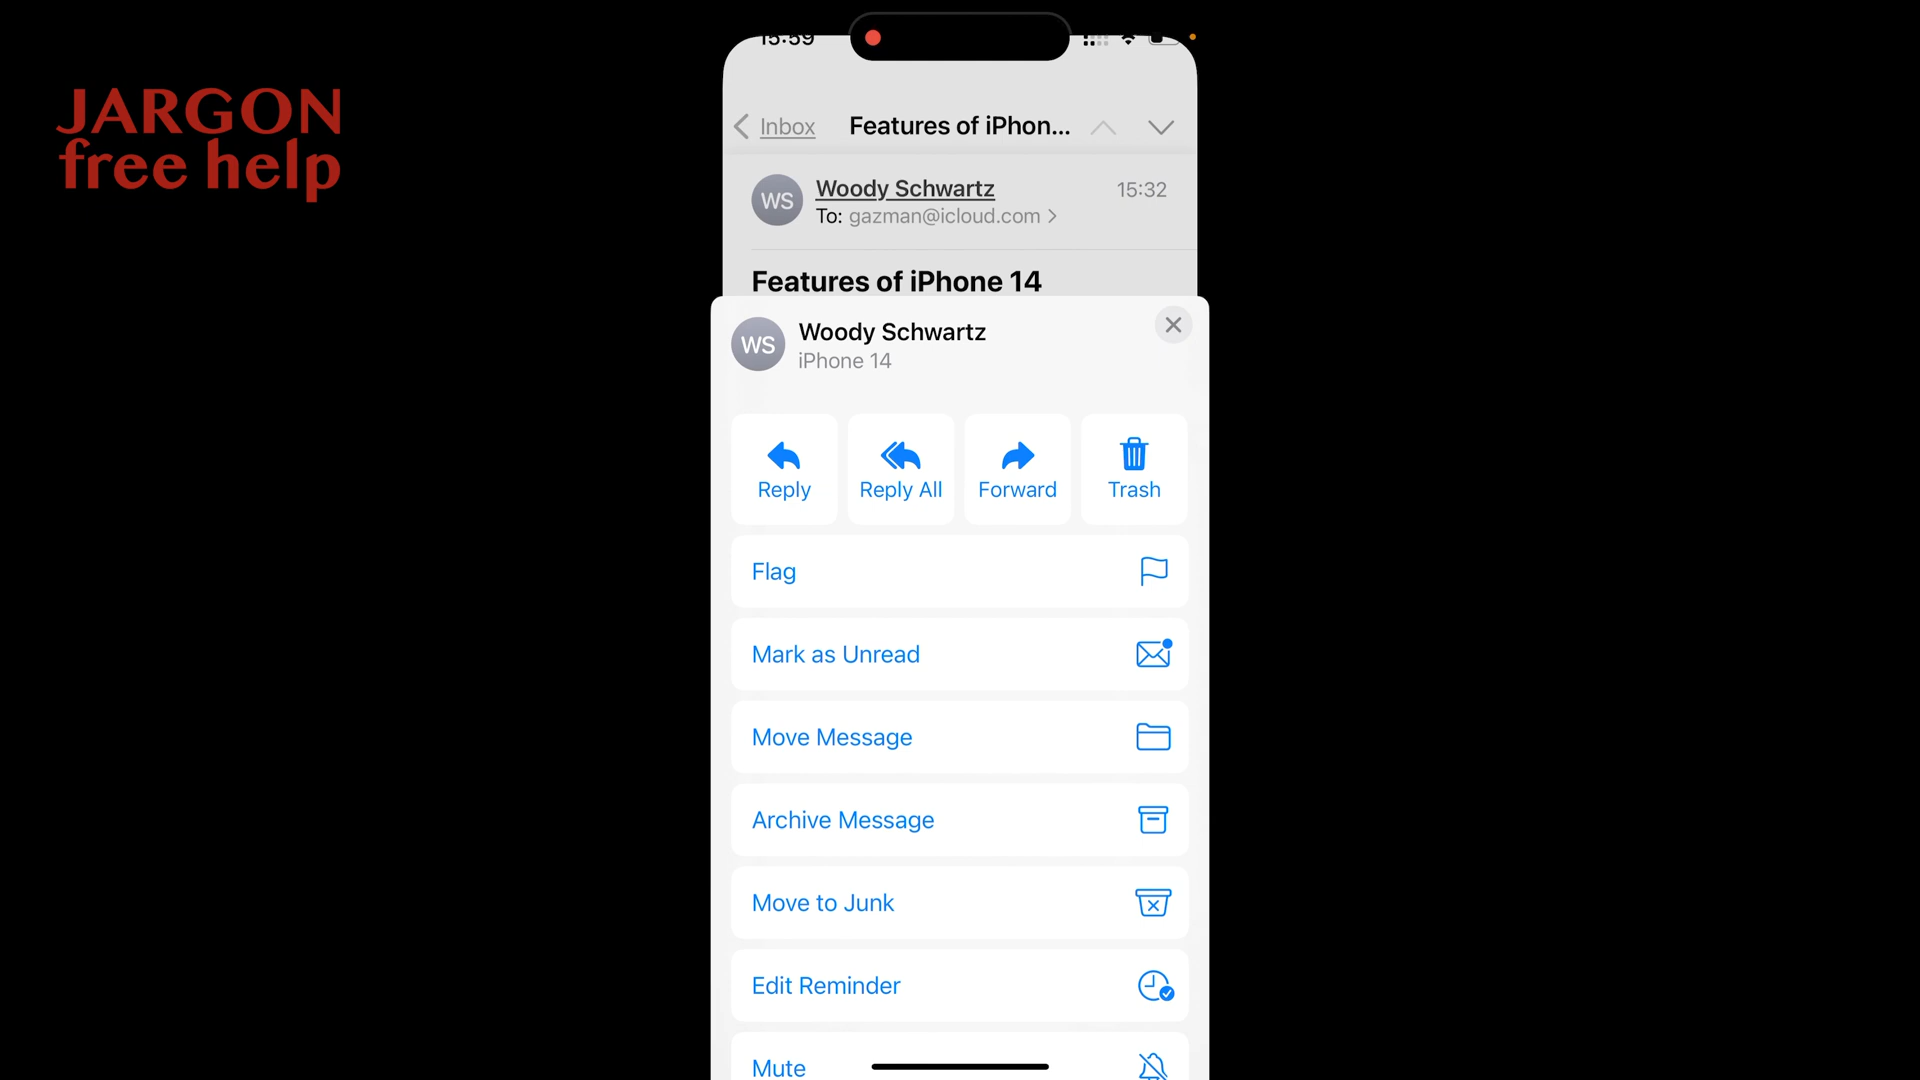 JARGON
free help
15:59
Inbox
Features of iPhon...
WS
Woody Schwartz
15:32
To: gazman@icloud.com
Features of iPhone 14
WS
Woody Schwartz
iPhone 14
Reply
Reply All
Forward
Trash
Flag
Mark as Unread
Move Message
Archive Message
Move to Junk
Edit Reminder
Mute